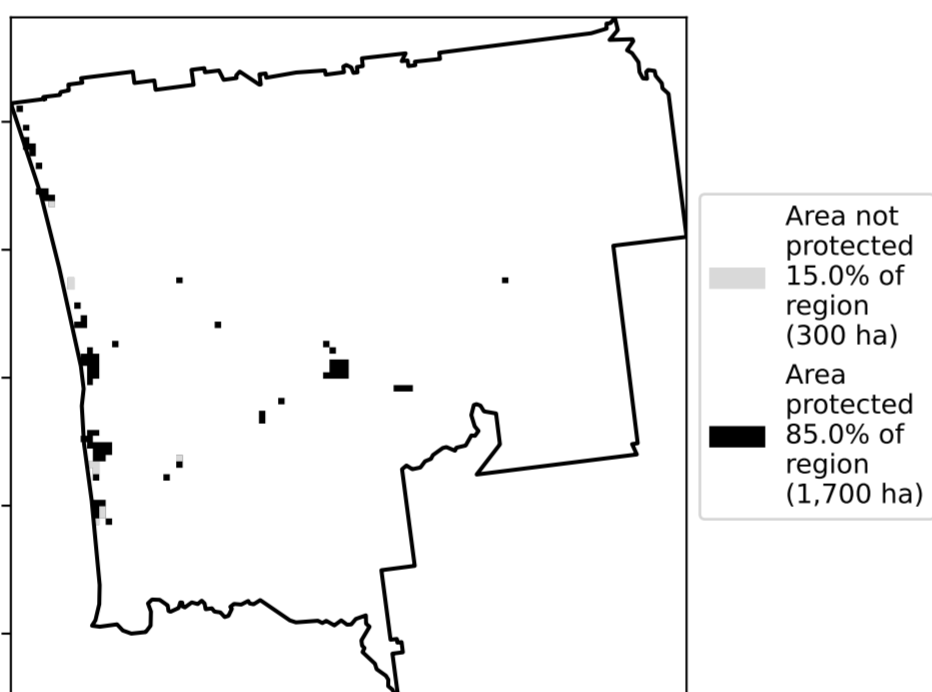 Area not
protected
15.0% of
region
(300 ha)
Area
protected
85.0% of
region
(1,700 ha)